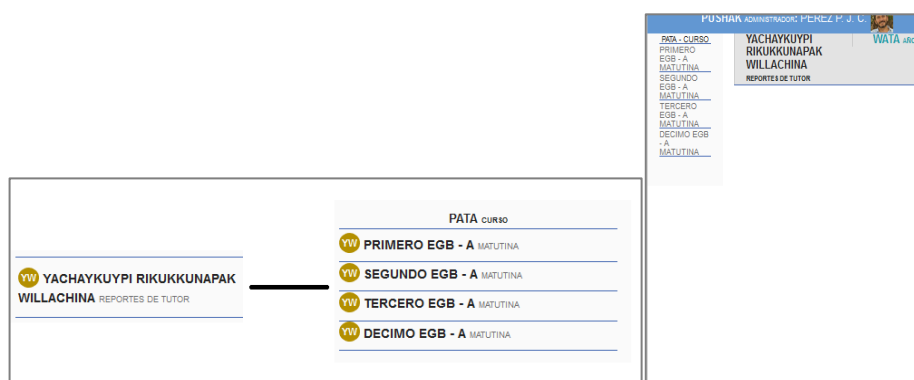 PUSHAK ADMINISTRADOR: PEREZ P. J. C.
PATA - CURSO
PRIMERO
EGB - A
MATUTINA
SEGUNDO
EGB - A
MATUTINA
TERCERO
EGB - A
MATUTINA
DECIMO EGB
- A
MATUTINA
YACHAYKUYPI
RIKUKKUNAPAK
WILLACHINA
REPORTES DE TUTOR
WATA AÑO
YW YACHAYKUYPI RIKUKKUNAPAK
WILLACHINA REPORTES DE TUTOR
PATA CURSO
YW PRIMERO EGB - A MATUTINA
YW SEGUNDO EGB - A MATUTINA
YW TERCERO EGB - A MATUTINA
YW DECIMO EGB - A MATUTINA